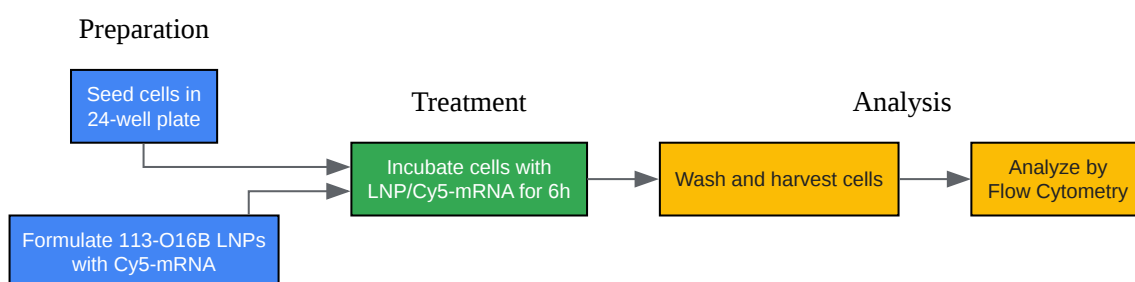 Preparation
Seed cells in
24-well plate
Formulate 113-O16B LNPs
with Cy5-mRNA
Treatment
Incubate cells with
LNP/Cy5-mRNA for 6h
Analysis
Wash and harvest cells
Analyze by
Flow Cytometry